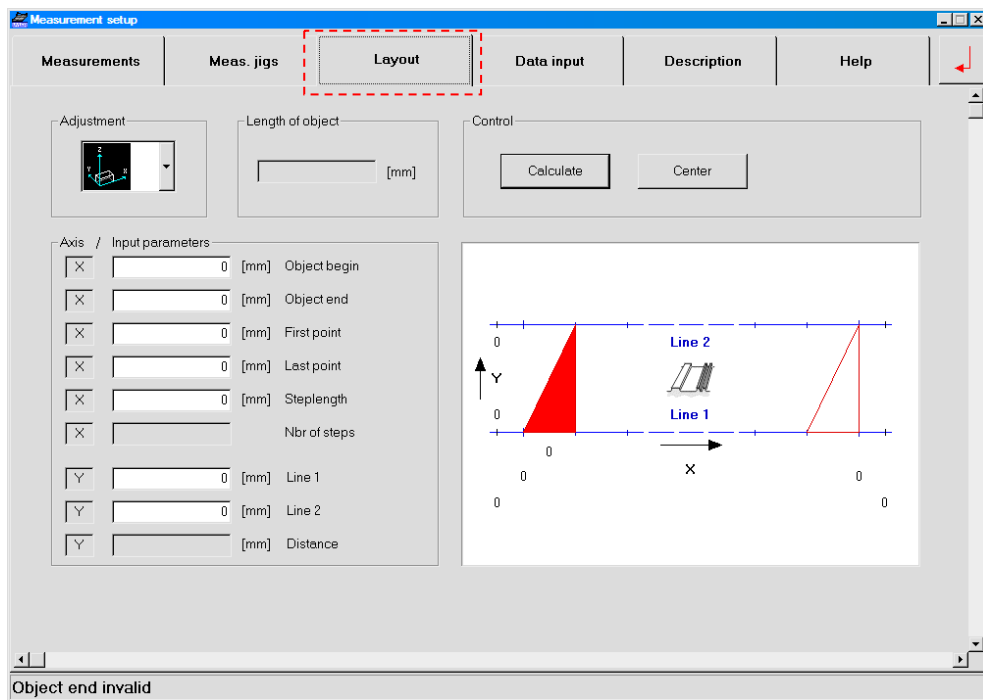 Measurement setup
Measurements
Meas. jigs
Layout
Data input
Description
Help
Adjustment
Z
Y
X
Length of object
[mm]
Control
Calculate
Center
Axis / Input parameters
X 0 [mm] Object begin
X 0 [mm] Object end
X 0 [mm] First point
X 0 [mm] Last point
X 0 [mm] Steplength
X Nbr of steps
Y 0 [mm] Line 1
Y 0 [mm] Line 2
Y [mm] Distance
0
Line 2
Y
0
Line 1
0
X
0 0
0 0
Object end invalid